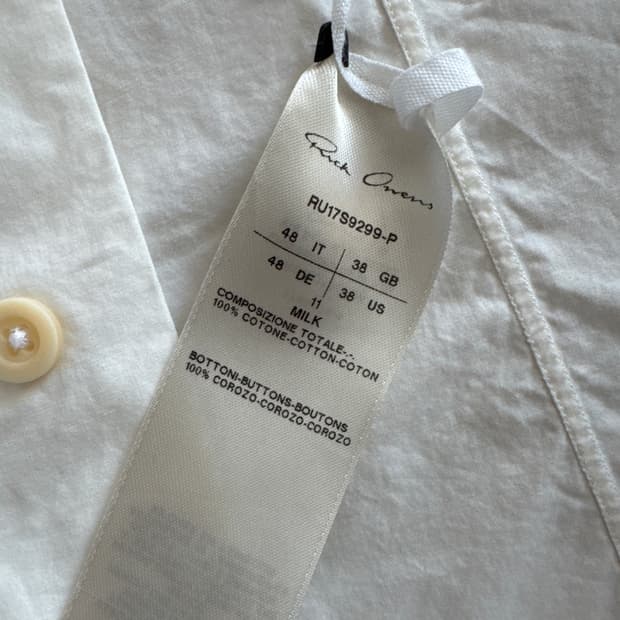 Rick Owens
RU17S9299-P
48 IT 38 GB
48 DE 38 US
11
MILK
COMPOSIZIONE TOTALE-..
100% COTONE-COTTON-COTON
BOTTONI-BUTTONS-BOUTONS
100% COROZO-COROZO-COROZO